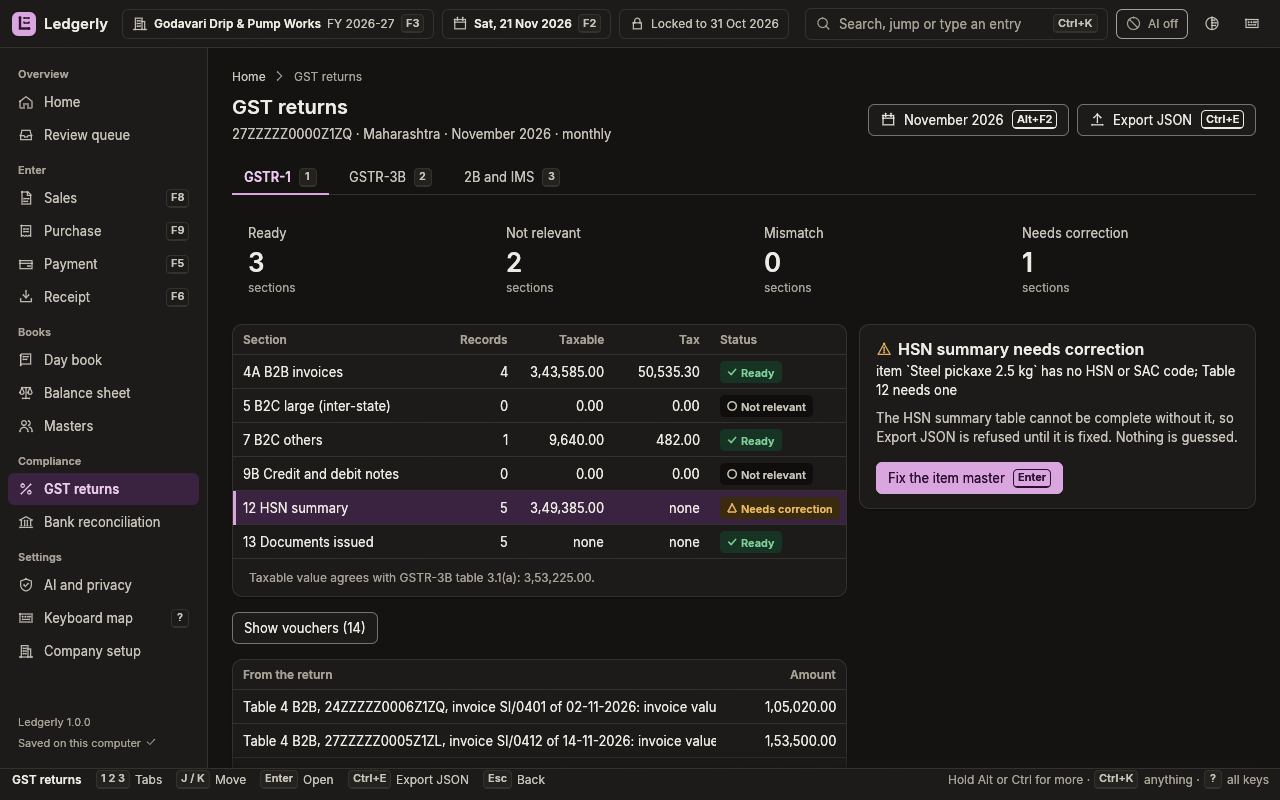 Ledgerly
Godavari Drip & Pump Works FY 2026-27 F3
Sat, 21 Nov 2026 F2
Locked to 31 Oct 2026
Search, jump or type an entry Ctrl+K
AI off
Overview
Home
Review queue
Enter
Sales F8
Purchase F9
Payment F5
Receipt F6
Books
Day book
Balance sheet
Masters
Compliance
GST returns
Bank reconciliation
Settings
AI and privacy
Keyboard map ?
Company setup
Ledgerly 1.0.0
Saved on this computer
Home > GST returns
GST returns
27ZZZZZ0000Z1ZQ · Maharashtra · November 2026 · monthly
November 2026 Alt+F2
Export JSON Ctrl+E
GSTR-1 1 GSTR-3B 2 2B and IMS 3
Ready Not relevant Mismatch Needs correction
3 2 0 1
sections sections sections sections
Section Records Taxable Tax Status
4A B2B invoices 4 3,43,585.00 50,535.30 Ready
5 B2C large (inter-state) 0 0.00 0.00 Not relevant
7 B2C others 1 9,640.00 482.00 Ready
9B Credit and debit notes 0 0.00 0.00 Not relevant
12 HSN summary 5 3,49,385.00 none Needs correction
13 Documents issued 5 none none Ready
Taxable value agrees with GSTR-3B table 3.1(a): 3,53,225.00.
HSN summary needs correction
item `Steel pickaxe 2.5 kg` has no HSN or SAC code; Table
12 needs one
The HSN summary table cannot be complete without it, so
Export JSON is refused until it is fixed. Nothing is guessed.
Fix the item master Enter
Show vouchers (14)
From the return Amount
Table 4 B2B, 24ZZZZZ0006Z1ZQ, invoice SI/0401 of 02-11-2026: invoice valu 1,05,020.00
Table 4 B2B, 27ZZZZZ0005Z1ZL, invoice SI/0412 of 14-11-2026: invoice value 1,53,500.00
GST returns 1 2 3 Tabs J / K Move Enter Open Ctrl+E Export JSON Esc Back
Hold Alt or Ctrl for more · Ctrl+K anything · ? all keys